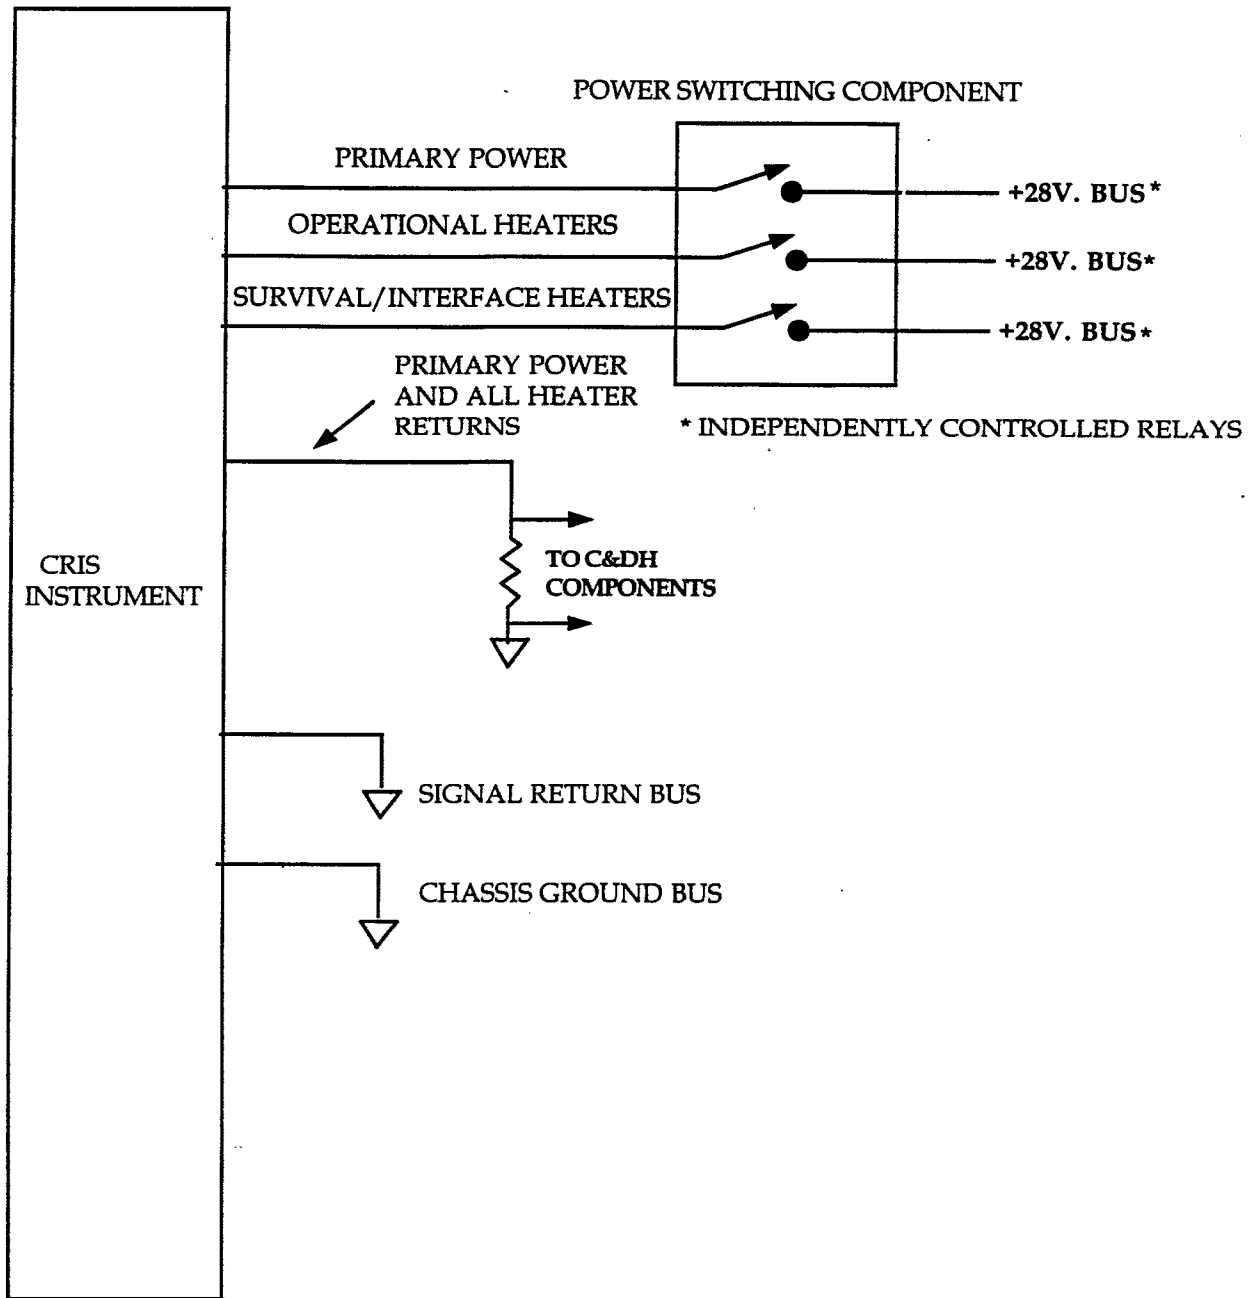 POWER SWITCHING COMPONENT
PRIMARY POWER
+28V. BUS*
OPERATIONAL HEATERS
+28V. BUS*
SURVIVAL/INTERFACE HEATERS
+28V. BUS*
PRIMARY POWER
AND ALL HEATER
RETURNS
* INDEPENDENTLY CONTROLLED RELAYS
CRIS
INSTRUMENT
TO C&DH
COMPONENTS
SIGNAL RETURN BUS
CHASSIS GROUND BUS